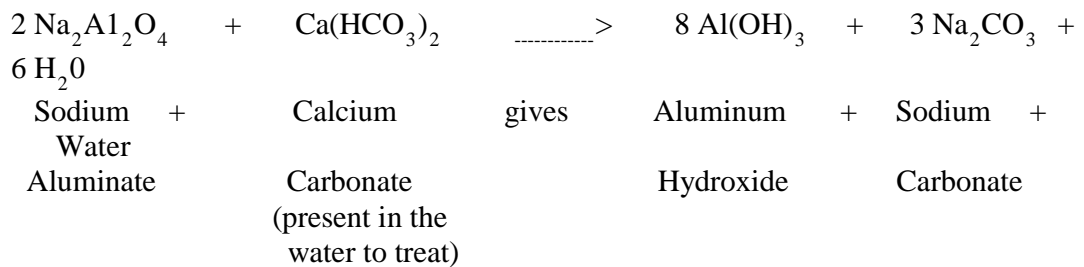 2 Na₂A1₂O₄ + Ca(HCO₃)₂ ------------> 8 Al(OH)₃ + 3 Na₂CO₃ +
6 H₂0
Sodium + Calcium gives Aluminum + Sodium +
Water
Aluminate Carbonate Hydroxide Carbonate
(present in the
water to treat)